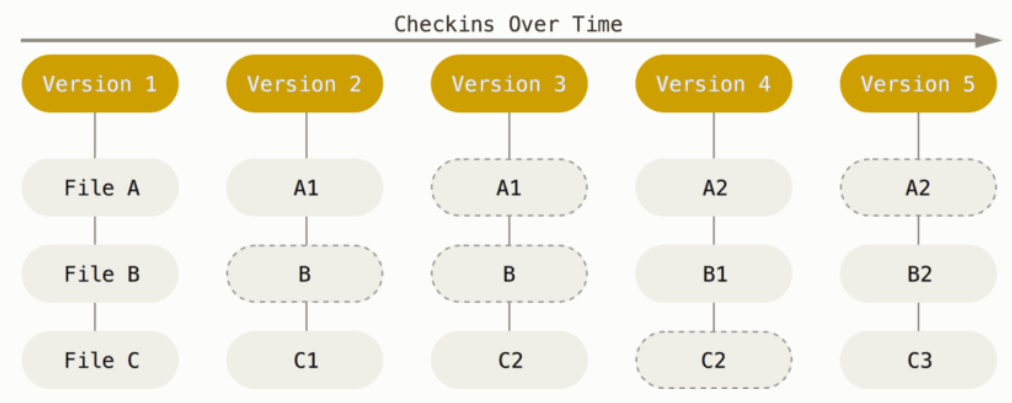 Checkins Over Time
Version 1 Version 2 Version 3 Version 4 Version 5
File A A1 A1 A2 A2
File B B B B1 B2
File C C1 C2 C2 C3